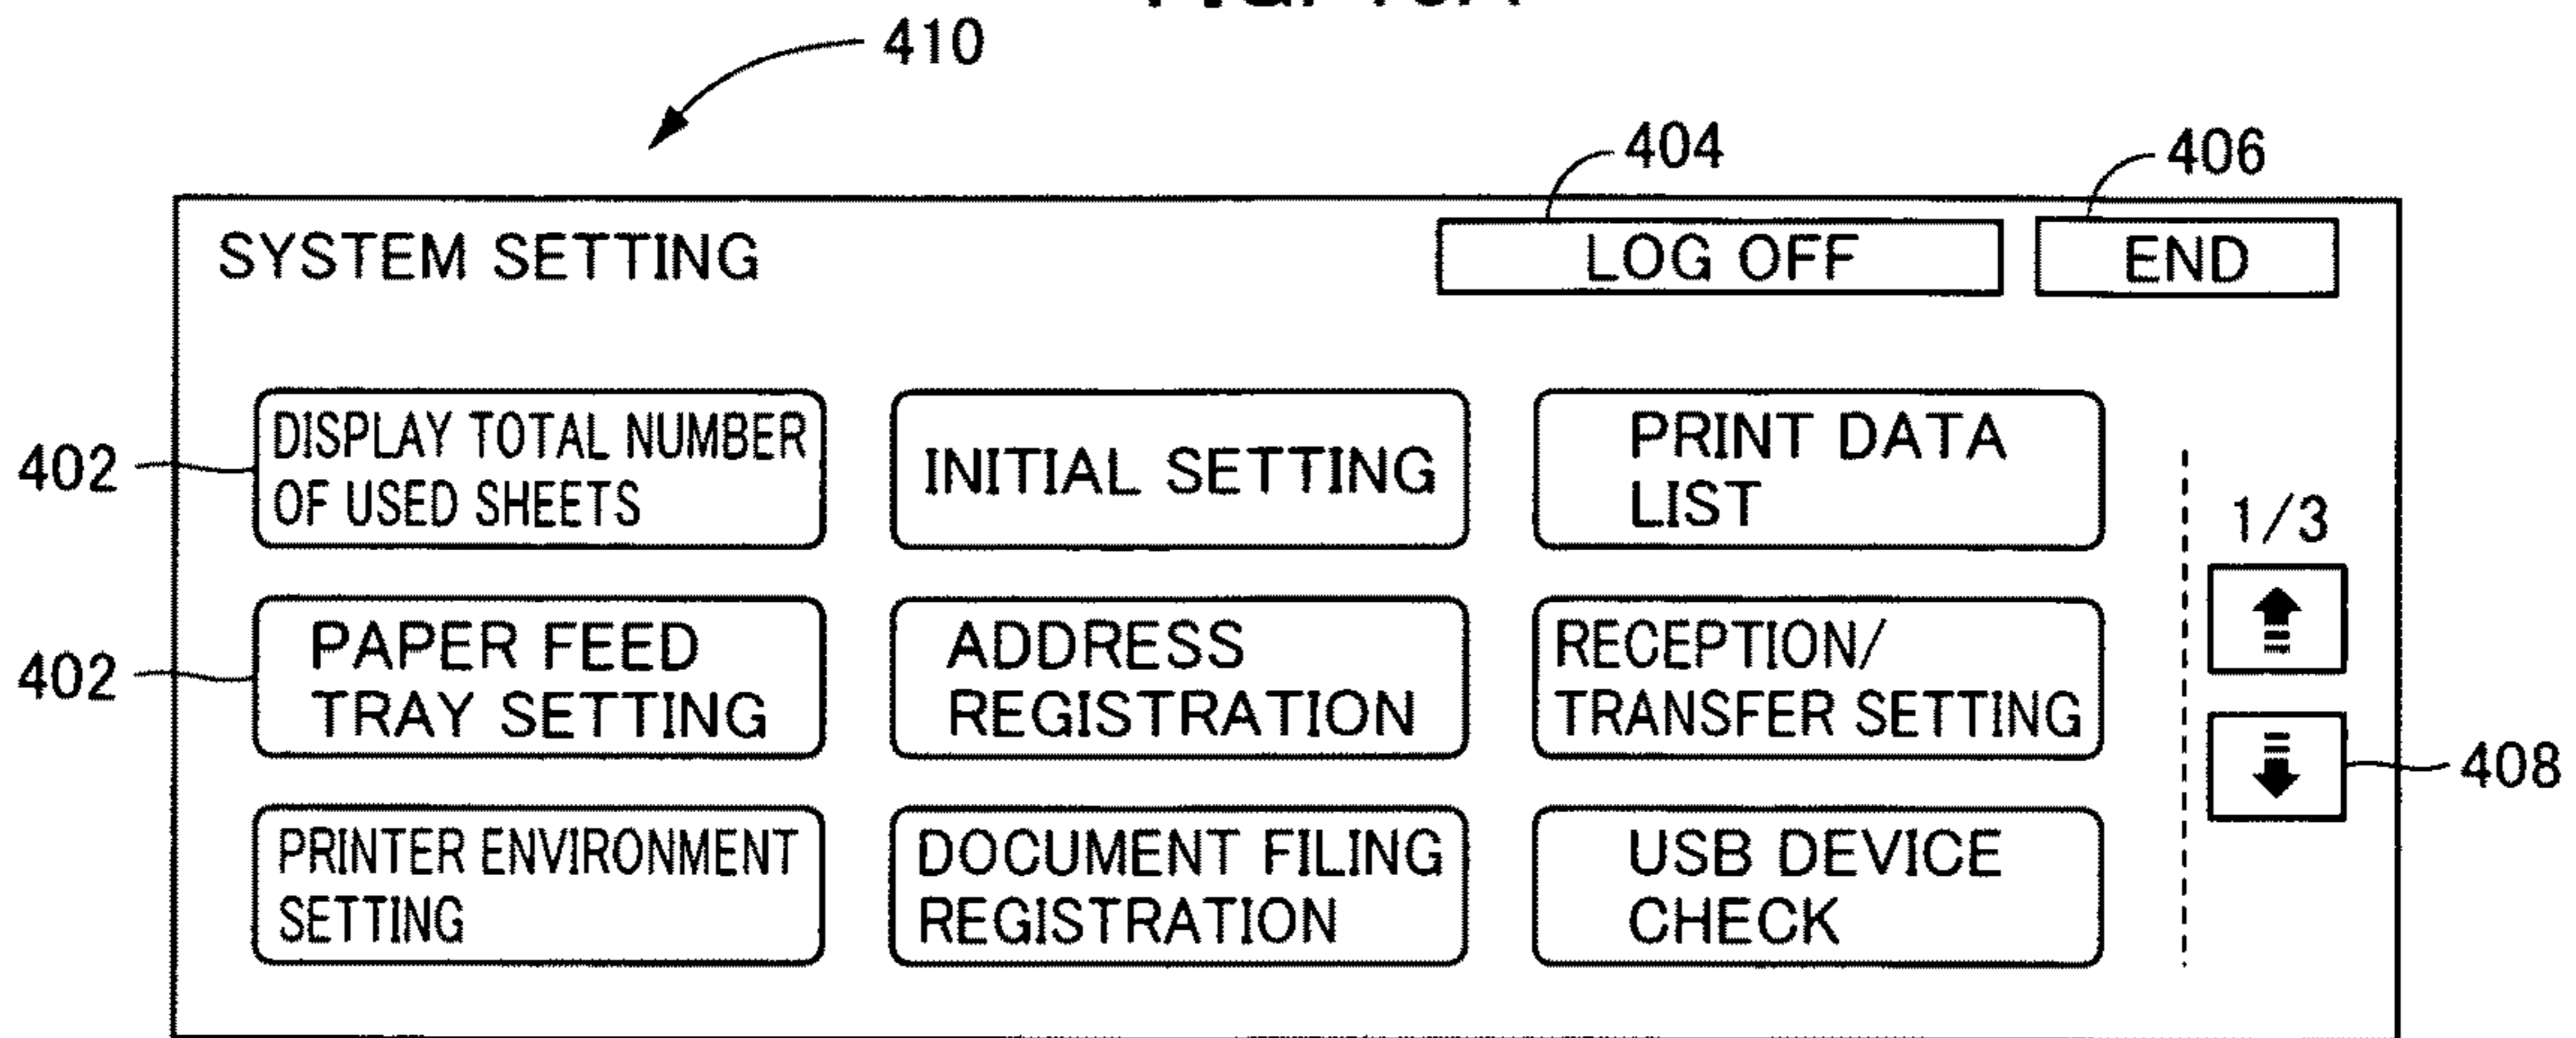 410
404
406
SYSTEM SETTING
LOG OFF
END
402
DISPLAY TOTAL NUMBER
OF USED SHEETS
INITIAL SETTING
PRINT DATA
LIST
1/3
402
PAPER FEED
TRAY SETTING
ADDRESS
REGISTRATION
RECEPTION/
TRANSFER SETTING
408
PRINTER ENVIRONMENT
SETTING
DOCUMENT FILING
REGISTRATION
USB DEVICE
CHECK